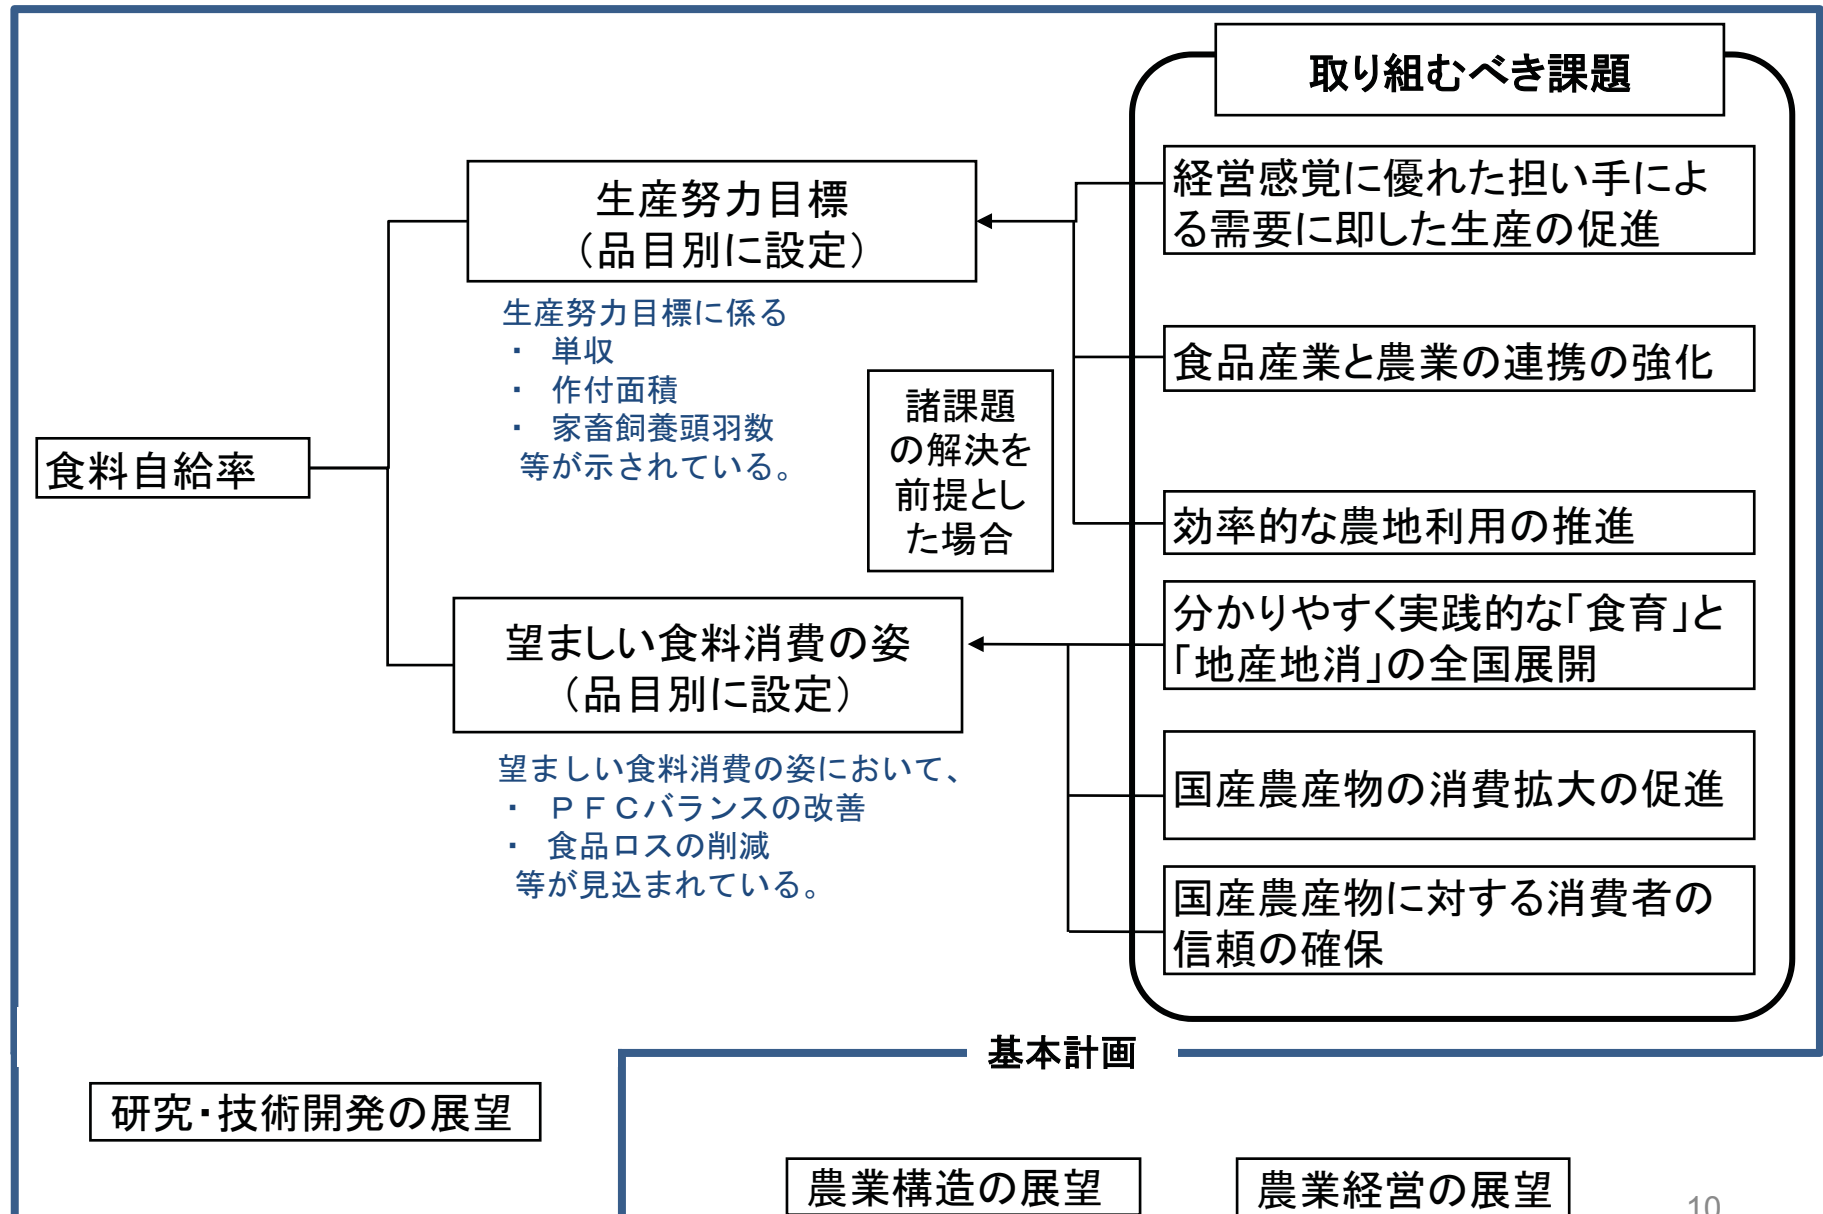 取り組むべき課題
生産努力目標
（品目別に設定）
経営感覚に優れた担い手によ
る需要に即した生産の促進
生産努力目標に係る
・ 単収
・ 作付面積
・ 家畜飼養頭羽数
等が示されている。
食品産業と農業の連携の強化
諸課題
の解決を
前提とし
た場合
食料自給率
効率的な農地利用の推進
望ましい食料消費の姿
（品目別に設定）
分かりやすく実践的な「食育」と
「地産地消」の全国展開
望ましい食料消費の姿において、
・ ＰＦＣバランスの改善
・ 食品ロスの削減
等が見込まれている。
国産農産物の消費拡大の促進
国産農産物に対する消費者の
信頼の確保
基本計画
研究・技術開発の展望
農業構造の展望
農業経営の展望
10